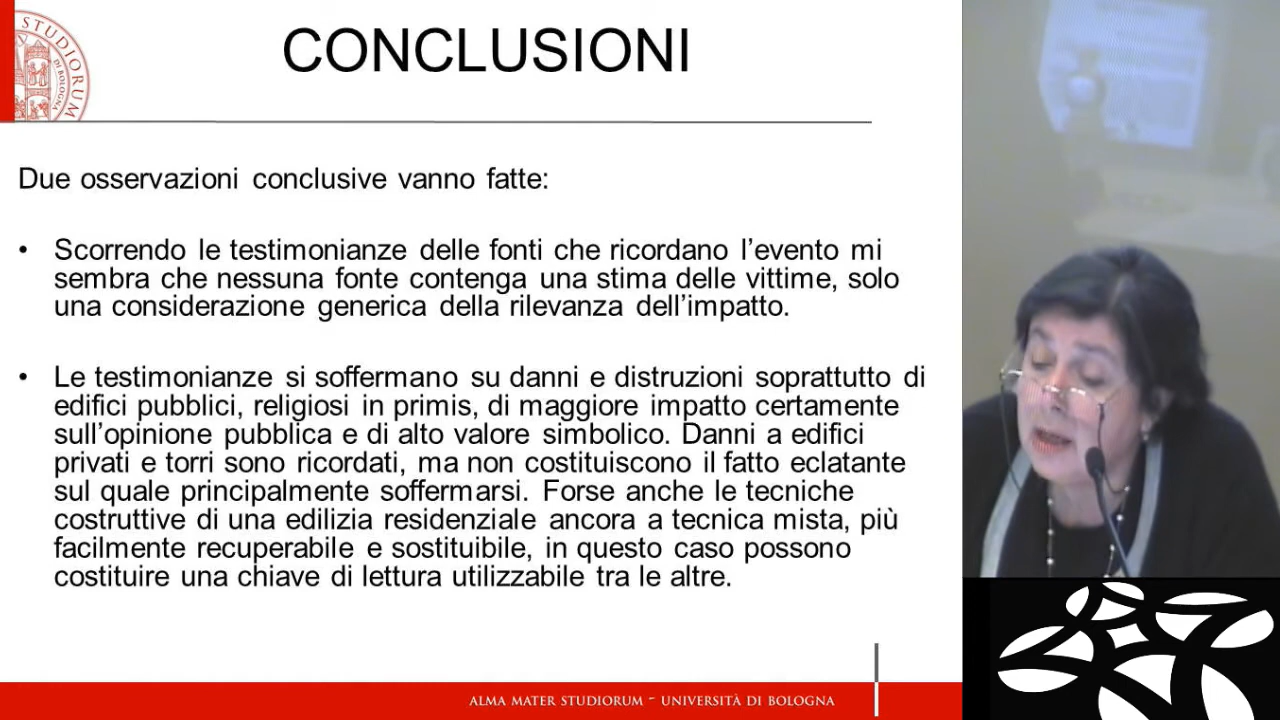 STUDIORUM
DI BOLOGNA
CONCLUSIONI
Due osservazioni conclusive vanno fatte:
• Scorrendo le testimonianze delle fonti che ricordano l’evento mi
sembra che nessuna fonte contenga una stima delle vittime, solo
una considerazione generica della rilevanza dell’impatto.
• Le testimonianze si soffermano su danni e distruzioni soprattutto di
edifici pubblici, religiosi in primis, di maggiore impatto certamente
sull’opinione pubblica e di alto valore simbolico. Danni a edifici
privati e torri sono ricordati, ma non costituiscono il fatto eclatante
sul quale principalmente soffermarsi. Forse anche le tecniche
costruttive di una edilizia residenziale ancora a tecnica mista, più
facilmente recuperabile e sostituibile, in questo caso possono
costituire una chiave di lettura utilizzabile tra le altre.
ALMA MATER STUDIORUM ~ UNIVERSITÀ DI BOLOGNA